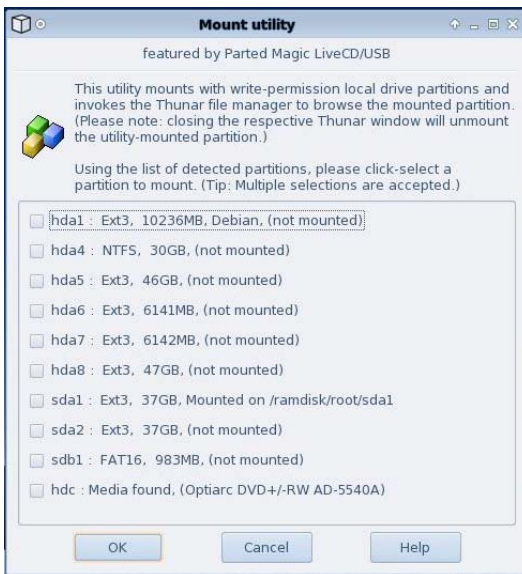 Mount utility
featured by Parted Magic LiveCD/USB
This utility mounts with write-permission local drive partitions and
invokes the Thunar file manager to browse the mounted partition.
(Please note: closing the respective Thunar window will unmount
the utility-mounted partition.)
Using the list of detected partitions, please click-select a
partition to mount. (Tip: Multiple selections are accepted.)
hda1 : Ext3, 10236MB, Debian, (not mounted)
hda4 : NTFS, 30GB, (not mounted)
hda5 : Ext3, 46GB, (not mounted)
hda6 : Ext3, 6141MB, (not mounted)
hda7 : Ext3, 6142MB, (not mounted)
hda8 : Ext3, 47GB, (not mounted)
sda1 : Ext3, 37GB, Mounted on /ramdisk/root/sda1
sda2 : Ext3, 37GB, (not mounted)
sdb1 : FAT16, 983MB, (not mounted)
hdc : Media found, (Optiarc DVD+/-RW AD-5540A)
OK
Cancel
Help